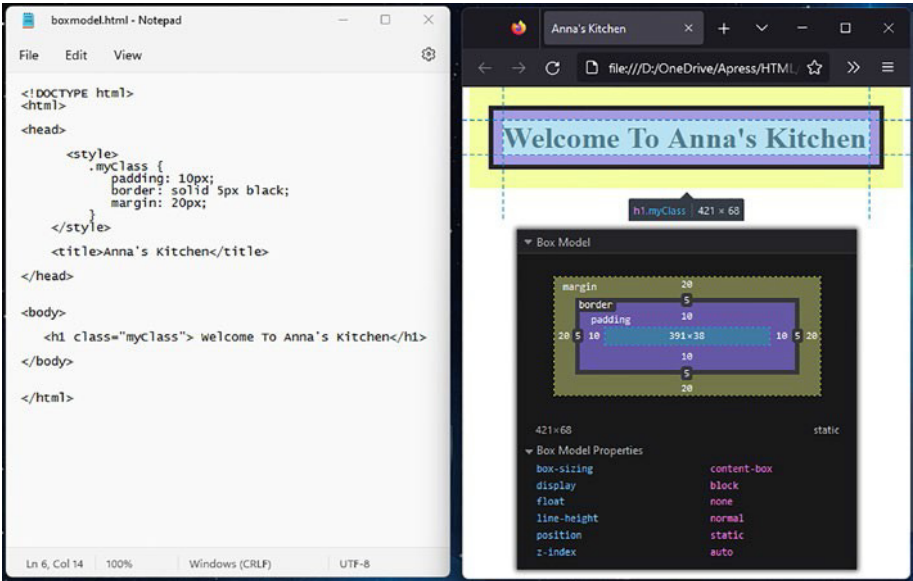 boxmodel.html - Notepad
File Edit View
<!DOCTYPE html>
<html>
<head>
<style>
.myClass {
padding: 10px;
border: solid 5px black;
margin: 20px;
}
</style>
<title>Anna's Kitchen</title>
</head>
<body>
<h1 class="myClass"> Welcome To Anna's Kitchen</h1>
</body>
</html>
Ln 6, Col 14 100% Windows (CRLF) UTF-8
Anna's Kitchen
file:///D:/OneDrive/Apress/HTML/
Welcome To Anna's Kitchen
h1.myClass 421 × 68
Box Model
margin 20
border 5
padding 10
20 5 10 391×38 10 5 20
10
5
20
421×68 static
Box Model Properties
box-sizing content-box
display block
float none
line-height normal
position static
z-index auto